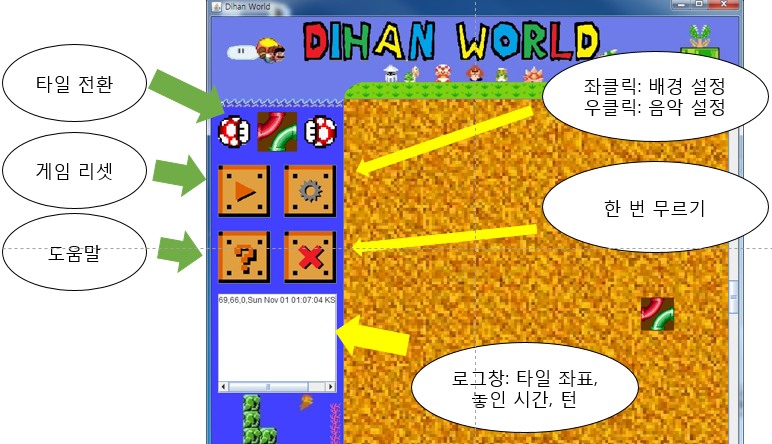 Dihan World
DIHAN WORLD
타일 전환
좌클릭: 배경 설정
우클릭: 음악 설정
게임 리셋
한 번 무르기
도움말
?
69,66,0,Sun Nov 01 01:07:04 KS
로그창: 타일 좌표,
놓인 시간, 턴